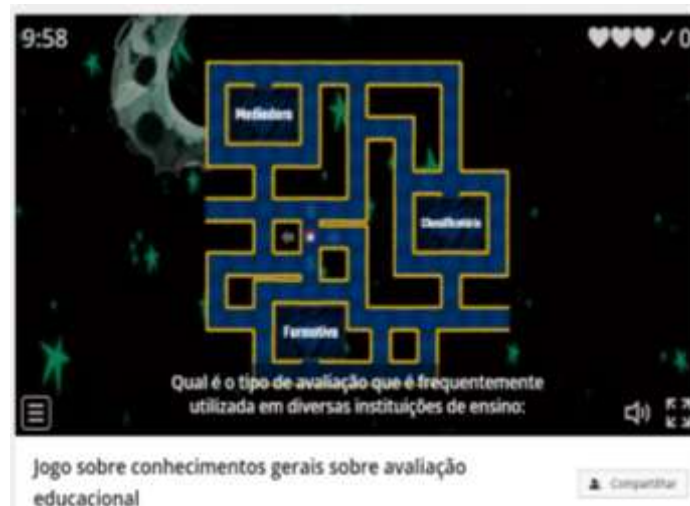 9:58
✓ 0
Mediadora
Classificatória
Formativa
Qual é o tipo de avaliação que é frequentemente
utilizada em diversas instituições de ensino:
Jogo sobre conhecimentos gerais sobre avaliação
educacional
Compartilhar